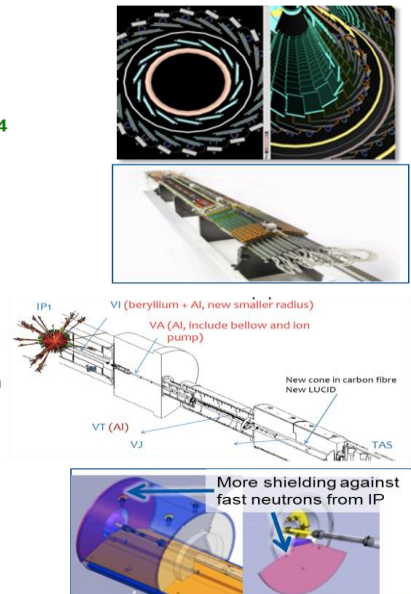 4
IP1
VI (beryllium + Al, new smaller radius)
VA (Al, include bellow and ion
pump)
)
New cone in carbon fibre
New LUCID
VT (Al)
VJ
TAS
More shielding against
fast neutrons from IP